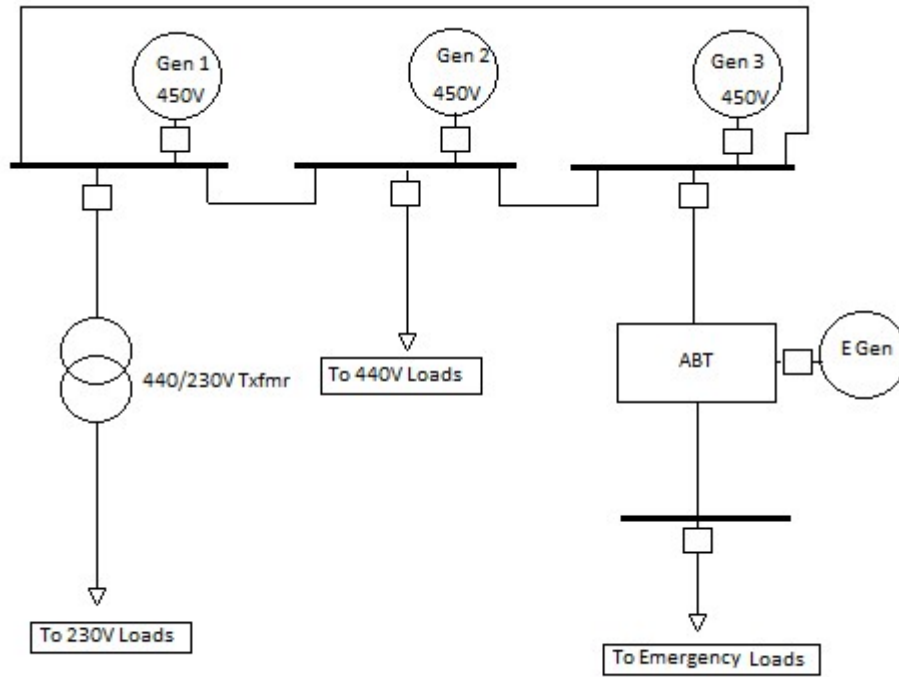 Gen 1
450V
Gen 2
450V
Gen 3
450V
440/230V Txfmr
To 440V Loads
ABT
E Gen
To 230V Loads
To Emergency Loads